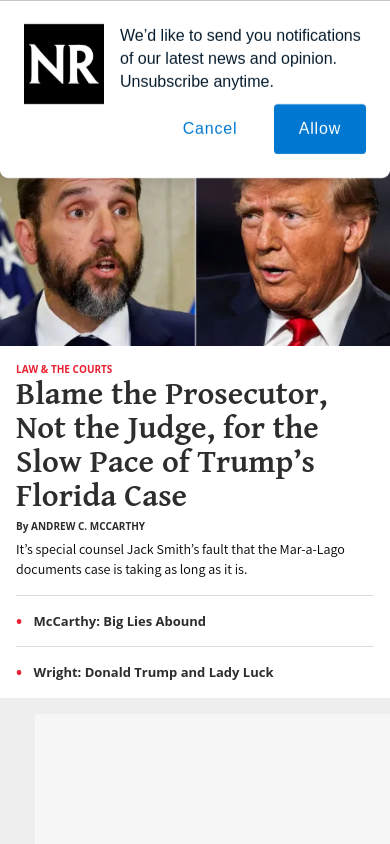 NR
We'd like to send you notifications
of our latest news and opinion.
Unsubscribe anytime.
Cancel
Allow
LAW & THE COURTS
Blame the Prosecutor,
Not the Judge, for the
Slow Pace of Trump’s
Florida Case
By ANDREW C. MCCARTHY
It’s special counsel Jack Smith’s fault that the Mar-a-Lago
documents case is taking as long as it is.
• McCarthy: Big Lies Abound
• Wright: Donald Trump and Lady Luck